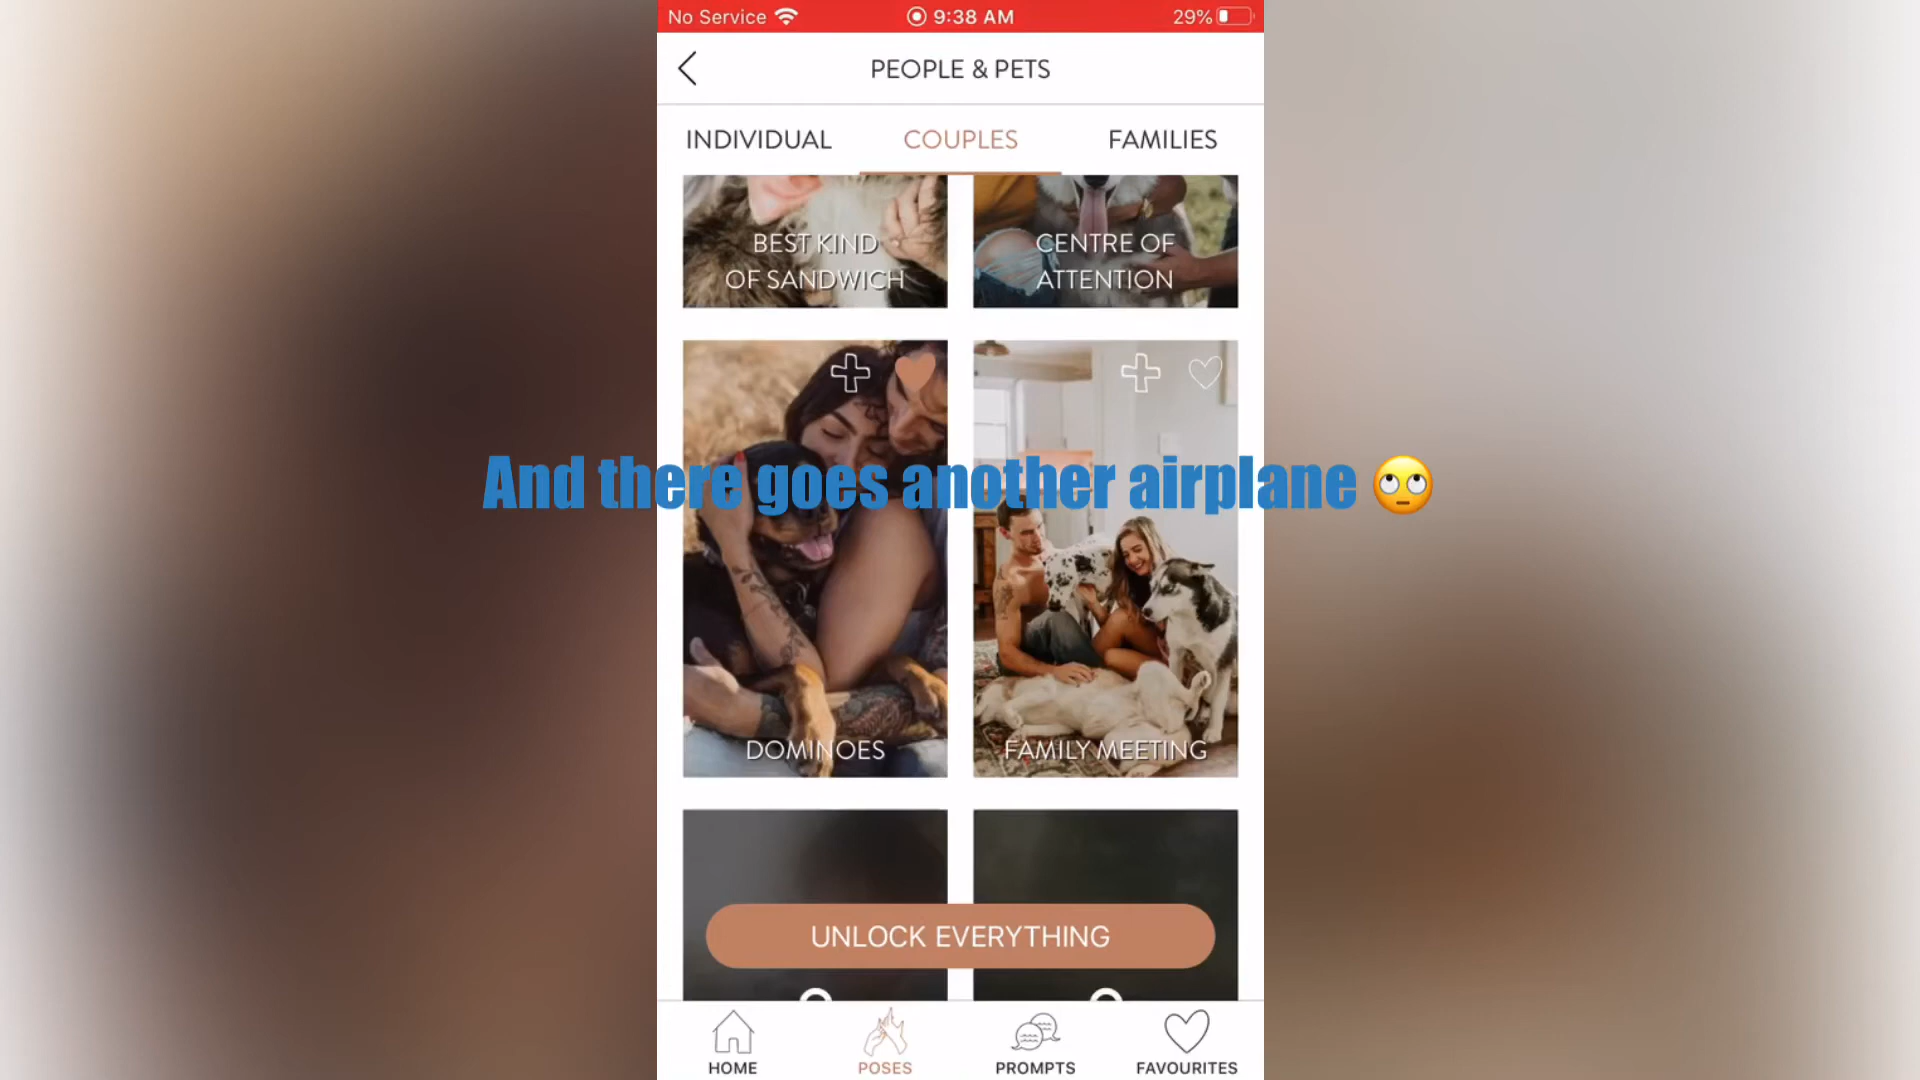 No Service 9:38 AM 29%
PEOPLE & PETS
INDIVIDUAL COUPLES FAMILIES
BEST KIND
OF SANDWICH
CENTRE OF
ATTENTION
And there goes another airplane 🙄
DOMINOES
FAMILY MEETING
UNLOCK EVERYTHING
HOME POSES PROMPTS FAVOURITES